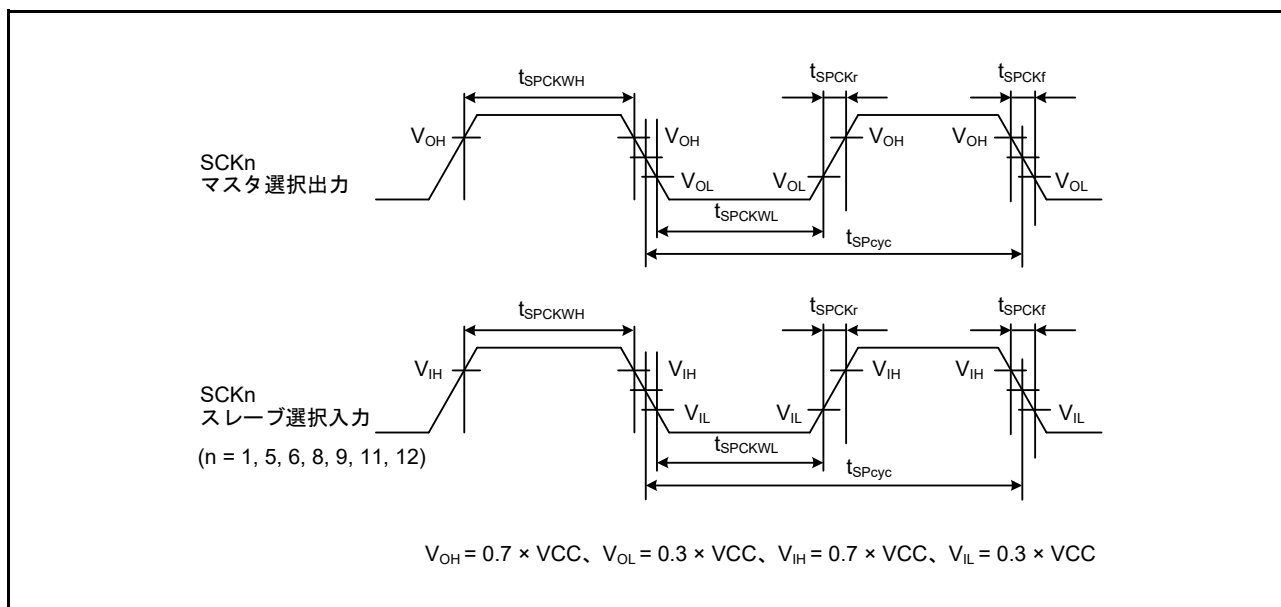 tSPCKWH
tSPCKr
tSPCKf
VOH
VOH
VOH
VOH
SCKn
マスタ選択出力
VOL
VOL
VOL
tSPCKWL
tSPcyc
tSPCKWH
tSPCKr
tSPCKf
VIH
VIH
VIH
VIH
SCKn
スレーブ選択入力
VIL
VIL
VIL
(n = 1, 5, 6, 8, 9, 11, 12)
tSPCKWL
tSPcyc
VOH = 0.7 × VCC、VOL = 0.3 × VCC、VIH = 0.7 × VCC、VIL = 0.3 × VCC